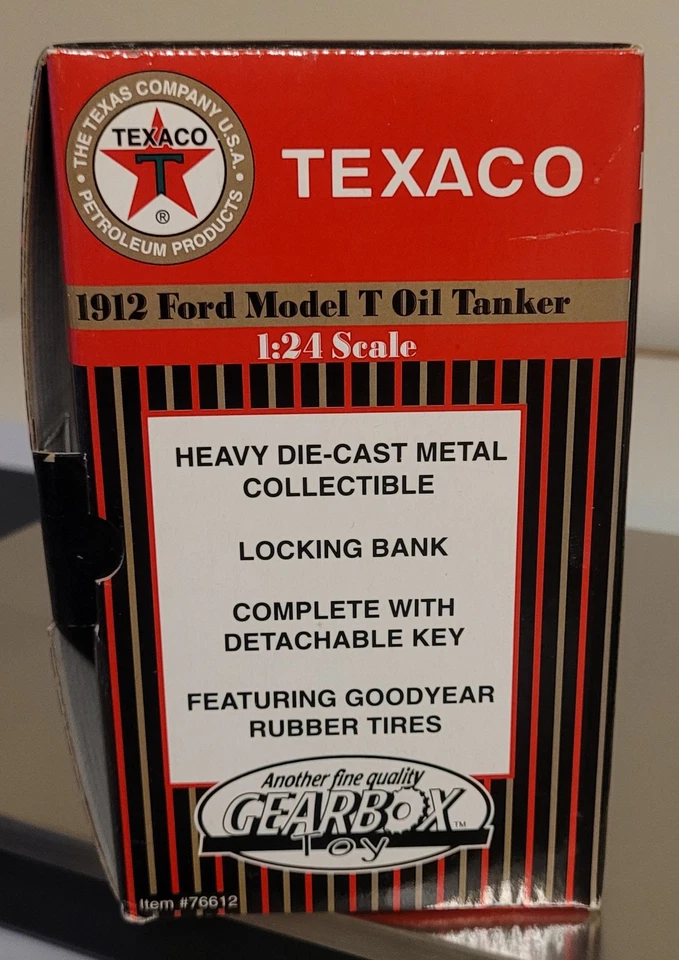 THE TEXAS COMPANY U.S.A.
TEXACO
T
®
PETROLEUM PRODUCTS
TEXACO
1912 Ford Model T Oil Tanker
1:24 Scale
HEAVY DIE-CAST METAL
COLLECTIBLE
LOCKING BANK
COMPLETE WITH
DETACHABLE KEY
FEATURING GOODYEAR
RUBBER TIRES
Another fine quality
GEARBOX™
Toy
Item #76612